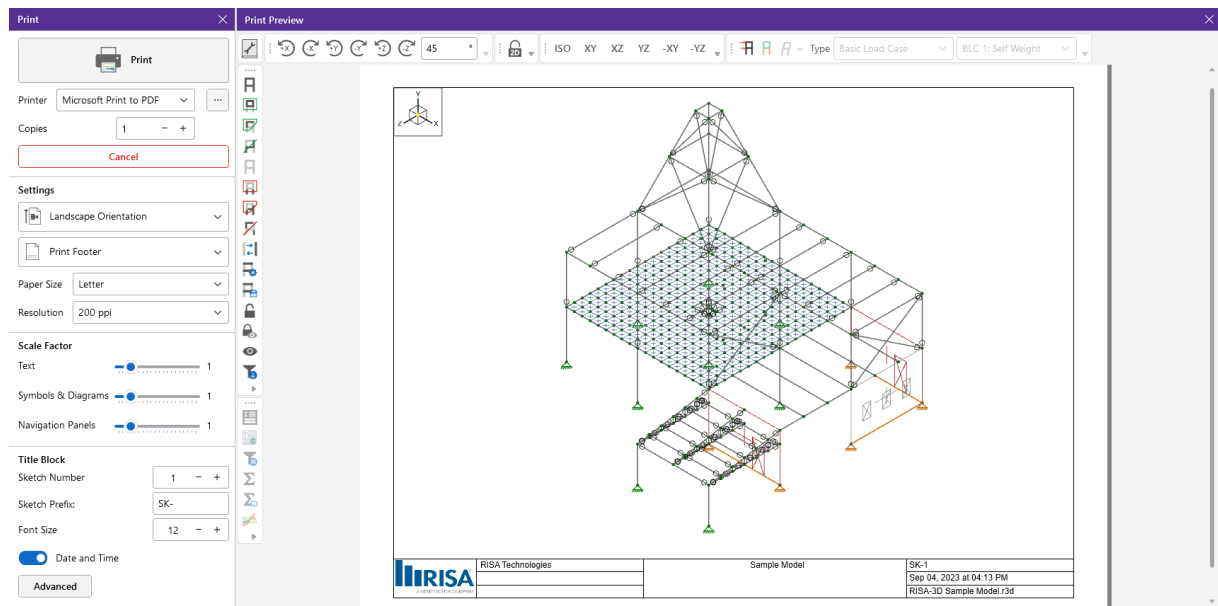 Print
Print Preview
Print
Printer Microsoft Print to PDF ...
Copies 1 - +
Cancel
Settings
Landscape Orientation
Print Footer
Paper Size Letter
Resolution 200 ppi
Scale Factor
Text 1
Symbols & Diagrams 1
Navigation Panels 1
Title Block
Sketch Number 1 - +
Sketch Prefix: SK-
Font Size 12 - +
Date and Time
Advanced
+X -X +Y -Y +Z -Z 45 ° 2D ISO XY XZ YZ -XY -YZ Type Basic Load Case BLC 1: Self Weight
Y
Z X
RISA
A NEMETSCHEK COMPANY
RISA Technologies
Sample Model
SK-1
Sep 04, 2023 at 04:13 PM
RISA-3D Sample Model.r3d